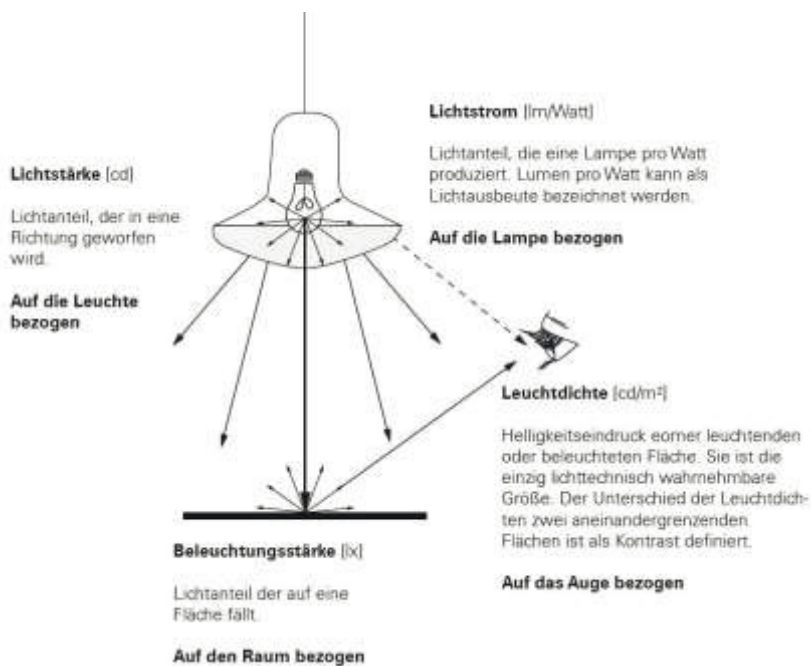 Lichtstrom [lm/Watt]
Lichtanteil, die eine Lampe pro Watt
produziert. Lumen pro Watt kann als
Lichtausbeute bezeichnet werden.
Auf die Lampe bezogen
Lichtstärke [cd]
Lichtanteil, der in eine
Richtung geworfen
wird.
Auf die Leuchte
bezogen
Leuchtdichte [cd/m²]
Helligkeitseindruck eomer leuchtenden
oder beleuchteten Fläche. Sie ist die
einzig lichttechnisch wahrnehmbare
Größe. Der Unterschied der Leuchtdich-
ten zwei aneinandergrenzenden
Flächen ist als Kontrast definiert.
Auf das Auge bezogen
Beleuchtungsstärke [lx]
Lichtanteil der auf eine
Fläche fällt.
Auf den Raum bezogen